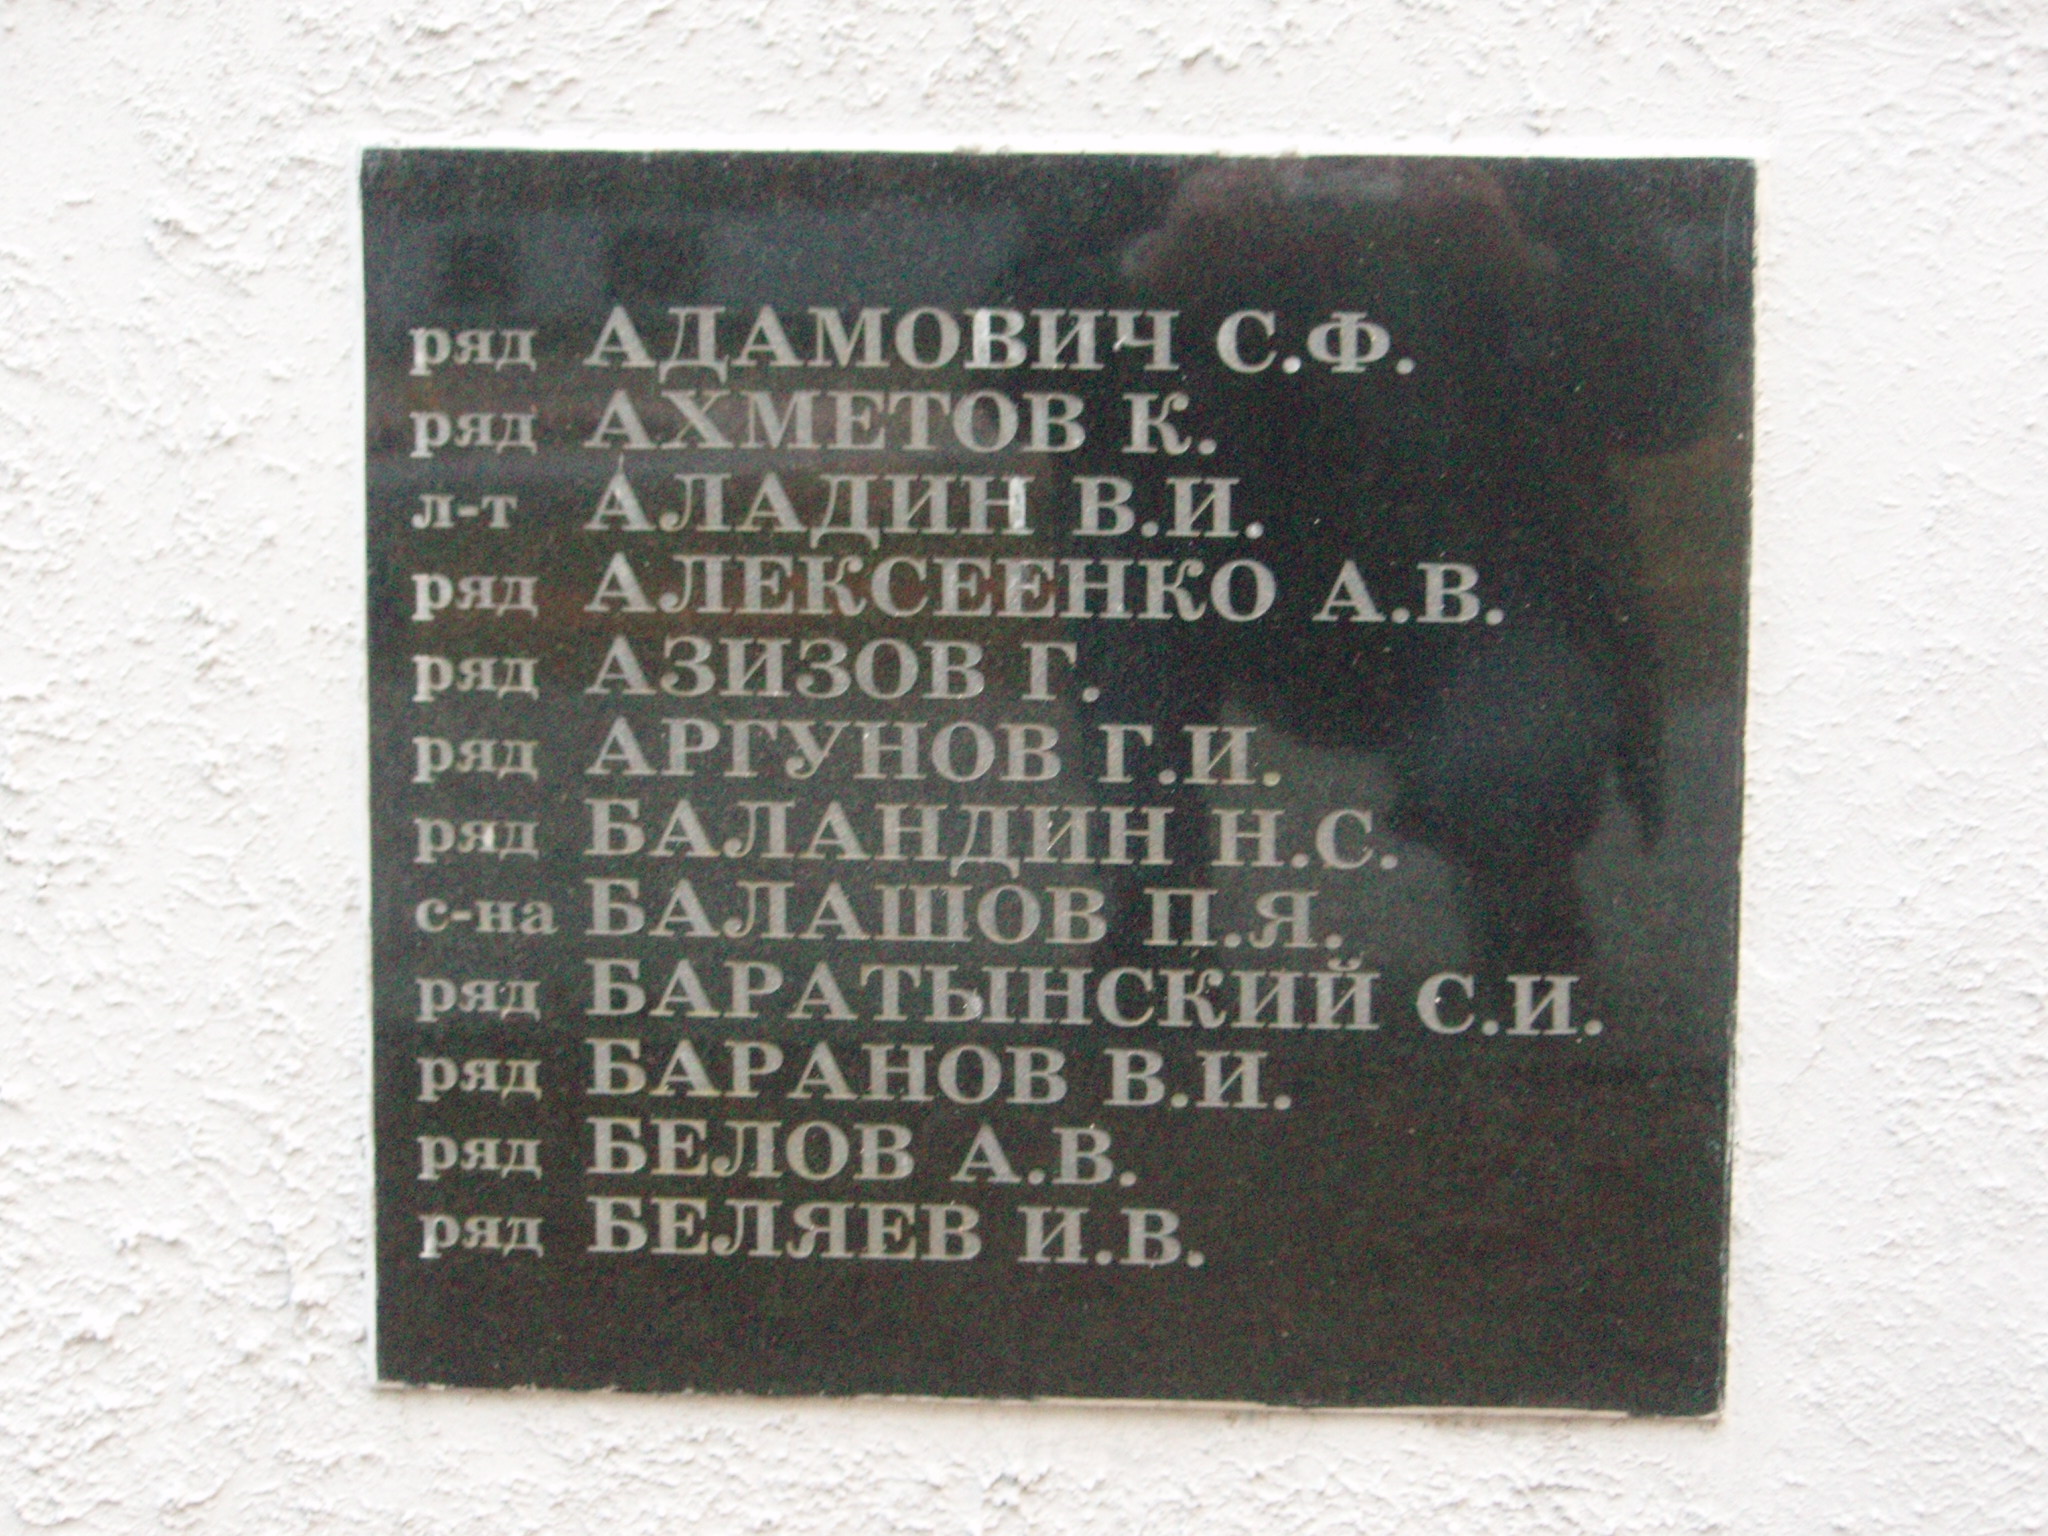 ряд АДАМОВИЧ С.Ф.
ряд АХМЕТОВ К.
л-т АЛАДИН В.И.
ряд АЛЕКСЕЕНКО А.В.
ряд АЗИЗОВ Г.
ряд АРГУНОВ Г.И.
ряд БАЛАНДИН Н.С.
с-на БАЛАШОВ П.Я.
ряд БАРАТЫНСКИЙ С.И.
ряд БАРАНОВ В.И.
ряд БЕЛОВ А.В.
ряд БЕЛЯЕВ И.В.